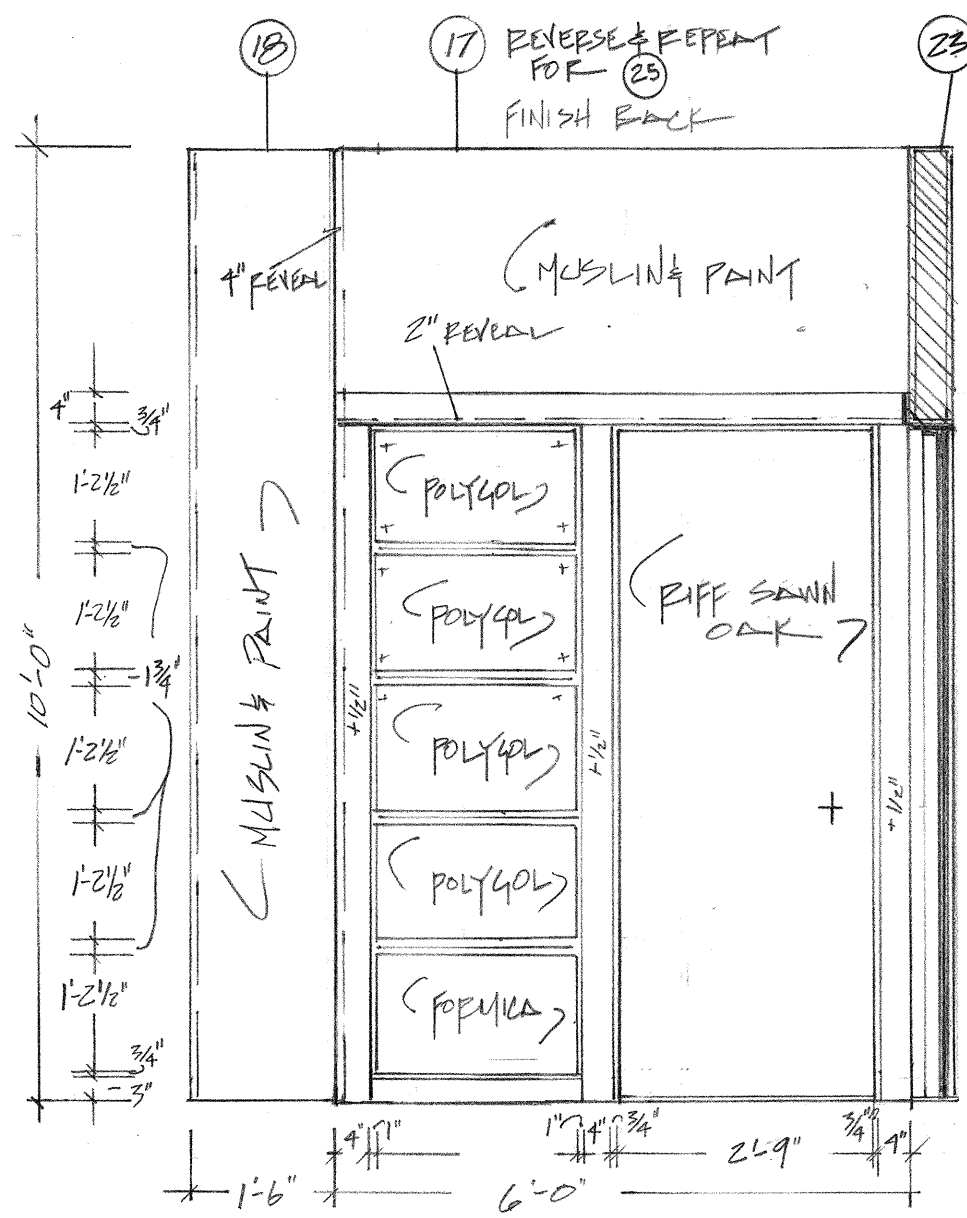 18
17
REVERSE & REPEAT
FOR 25
FINISH BACK
23
4" REVEAL
MUSLIN & PAINT
2" REVEAL
4"
3/4"
1'-2 1/2"
1'-2 1/2"
-1 3/4"
1'-2 1/2"
1'-2 1/2"
1'-2 1/2"
3/4"
3"
10'-0"
MUSLIN & PAINT
POLYGAL
POLYGAL
POLYGAL
POLYGAL
FORMICA
RIFF SAWN
OAK
+1/2"
+1/2"
+1/2"
4" 1" 1" 4" 3/4" 2'-9" 3/4" 4"
1'-6" 6'-0"